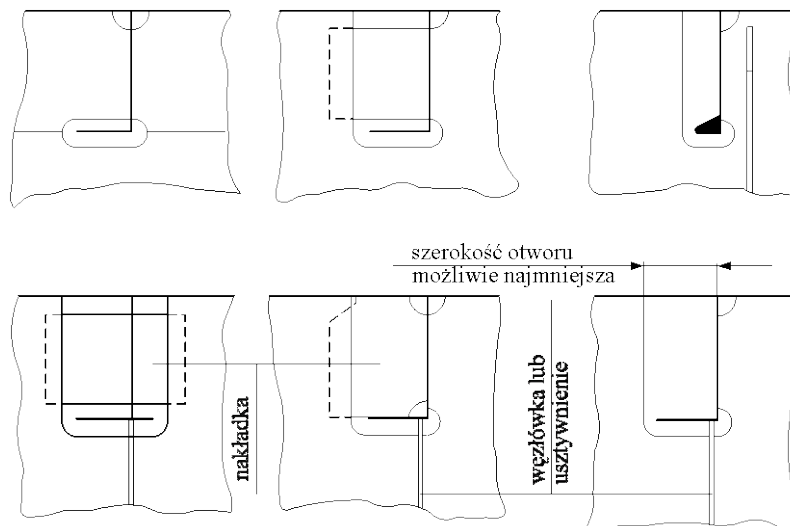 szerokość otworu
możliwie najmniejsza
nakładka
węzłówka lub
usztywnienie